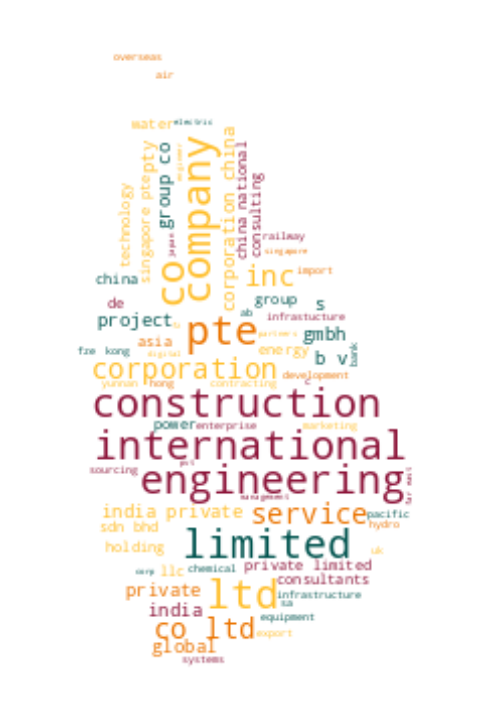 overseas
air
water electric
engineer
company
corporation china
china national
consulting
group co
pty
singapore pte
technology
co
japan
railway
singapore
inc import
china
de
group s
ab infrastucture
project
pte
partners gmbh
asia
energy
b v
bank
fze kong
digital
corporation
development
yunnan hong contracting c
construction
power enterprise marketing
international
sourcing
engineering
far east
management
india private
service
pacific
sdn bhd
hydro
limited
holding
uk
corp llc chemical private limited
consultants
private
ltd
infrastructure
india
sa
equipment
co ltd
export
global
systems